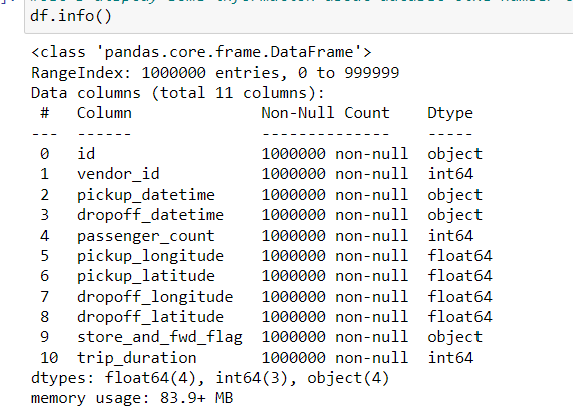 df.info()
<class 'pandas.core.frame.DataFrame'>
RangeIndex: 1000000 entries, 0 to 999999
Data columns (total 11 columns):
 #   Column              Non-Null Count    Dtype
---  ------              --------------    -----
 0   id                  1000000 non-null  object
 1   vendor_id           1000000 non-null  int64
 2   pickup_datetime     1000000 non-null  object
 3   dropoff_datetime    1000000 non-null  object
 4   passenger_count     1000000 non-null  int64
 5   pickup_longitude    1000000 non-null  float64
 6   pickup_latitude     1000000 non-null  float64
 7   dropoff_longitude   1000000 non-null  float64
 8   dropoff_latitude    1000000 non-null  float64
 9   store_and_fwd_flag  1000000 non-null  object
 10  trip_duration       1000000 non-null  int64
dtypes: float64(4), int64(3), object(4)
memory usage: 83.9+ MB